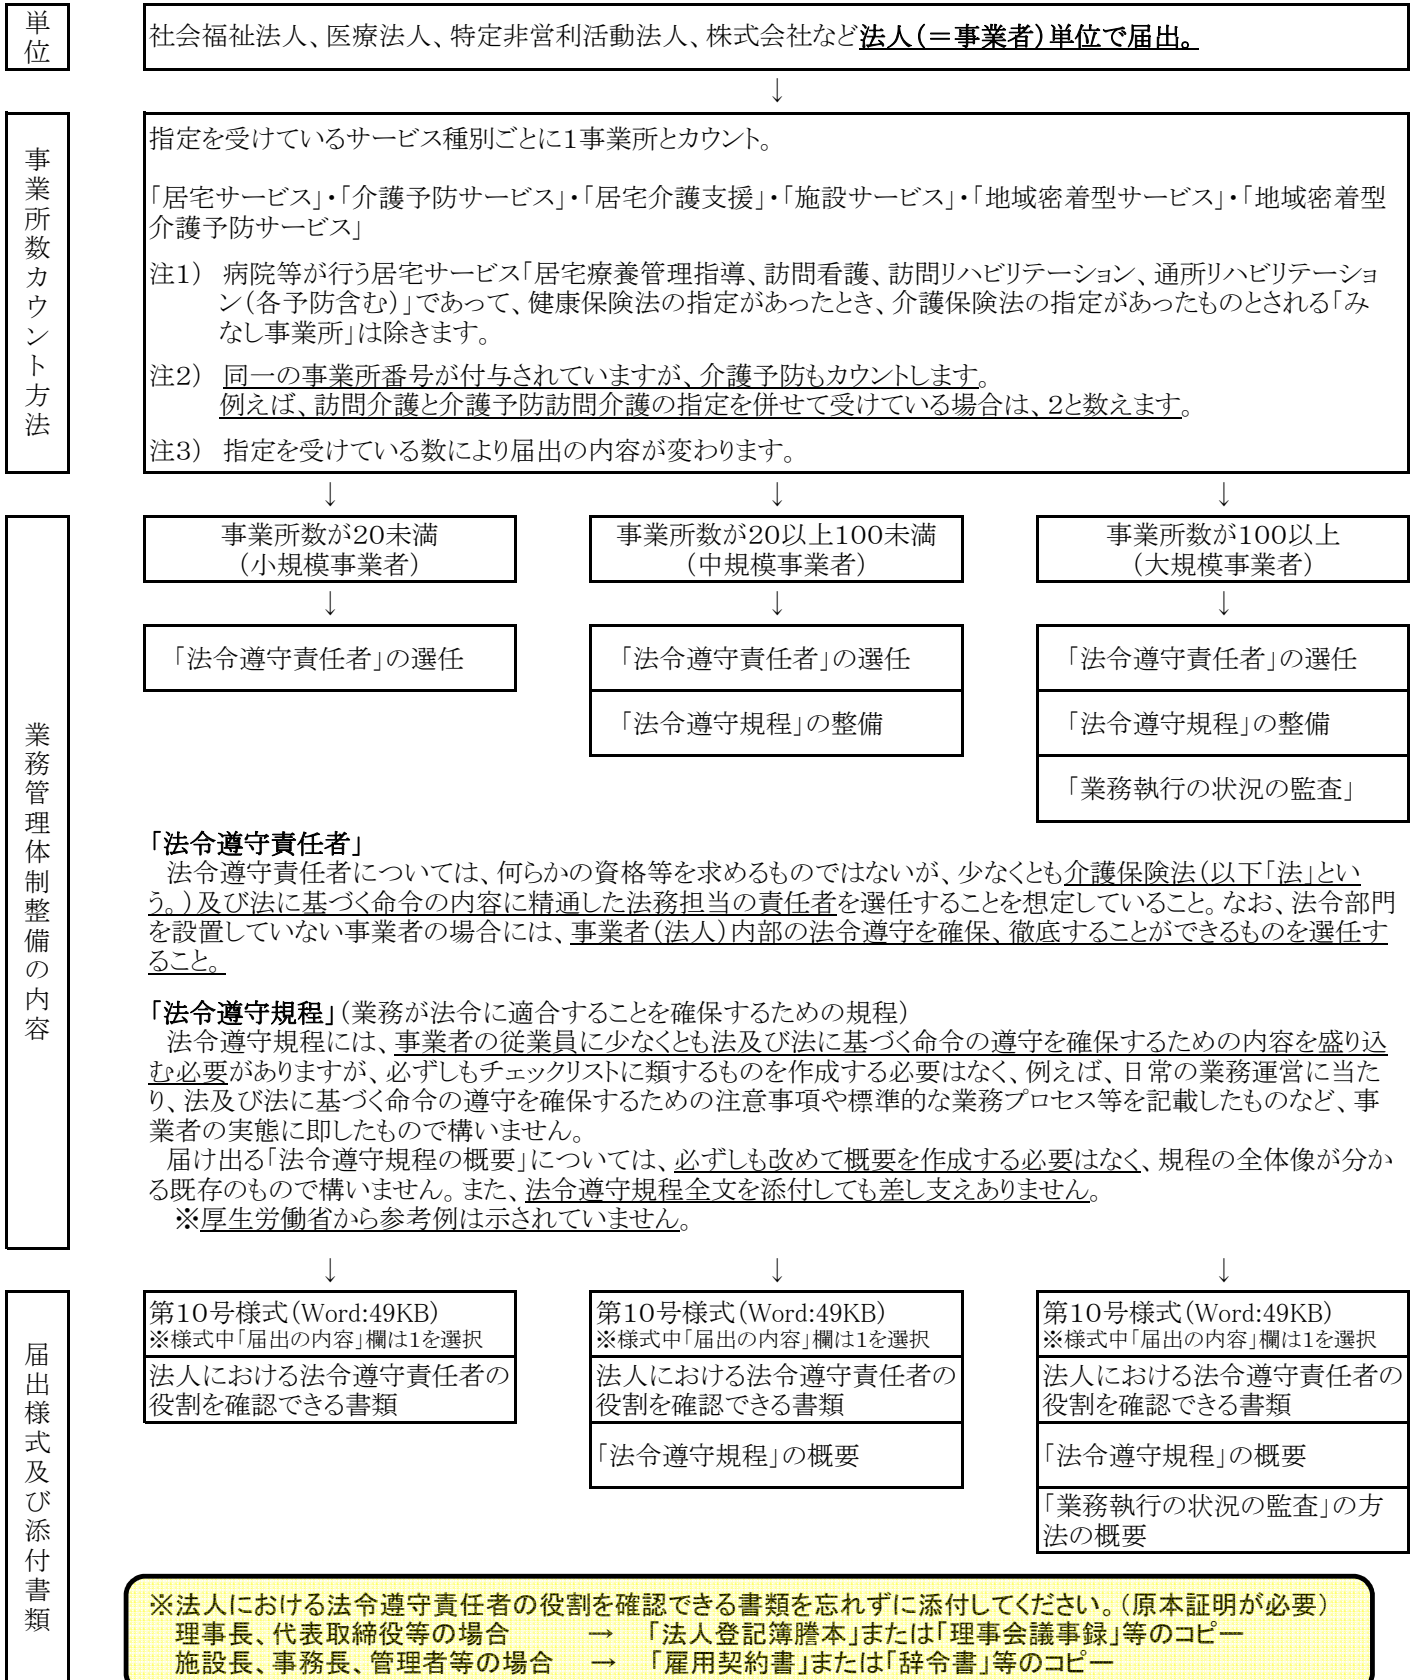 単位
社会福祉法人、医療法人、特定非営利活動法人、株式会社など法人（＝事業者）単位で届出。
↓
事業所数カウント方法
指定を受けているサービス種別ごとに1事業所とカウント。
「居宅サービス」・「介護予防サービス」・「居宅介護支援」・「施設サービス」・「地域密着型サービス」・「地域密着型
介護予防サービス」
注1）　病院等が行う居宅サービス「居宅療養管理指導、訪問看護、訪問リハビリテーション、通所リハビリテーショ
ン（各予防含む）」であって、健康保険法の指定があったとき、介護保険法の指定があったものとされる「み
なし事業所」は除きます。
注2）　同一の事業所番号が付与されていますが、介護予防もカウントします。
例えば、訪問介護と介護予防訪問介護の指定を併せて受けている場合は、2と数えます。
注3）　指定を受けている数により届出の内容が変わります。
↓　↓　↓
業務管理体制整備の内容
事業所数が20未満
（小規模事業者）
事業所数が20以上100未満
（中規模事業者）
事業所数が100以上
（大規模事業者）
↓　↓　↓
「法令遵守責任者」の選任
「法令遵守責任者」の選任
「法令遵守規程」の整備
「法令遵守責任者」の選任
「法令遵守規程」の整備
「業務執行の状況の監査」
「法令遵守責任者」
法令遵守責任者については、何らかの資格等を求めるものではないが、少なくとも介護保険法（以下「法」とい
う。）及び法に基づく命令の内容に精通した法務担当の責任者を選任することを想定していること。なお、法令部門
を設置していない事業者の場合には、事業者（法人）内部の法令遵守を確保、徹底することができるものを選任す
ること。
「法令遵守規程」（業務が法令に適合することを確保するための規程）
法令遵守規程には、事業者の従業員に少なくとも法及び法に基づく命令の遵守を確保するための内容を盛り込
む必要がありますが、必ずしもチェックリストに類するものを作成する必要はなく、例えば、日常の業務運営に当た
り、法及び法に基づく命令の遵守を確保するための注意事項や標準的な業務プロセス等を記載したものなど、事
業者の実態に即したもので構いません。
届け出る「法令遵守規程の概要」については、必ずしも改めて概要を作成する必要はなく、規程の全体像が分か
る既存のもので構いません。また、法令遵守規程全文を添付しても差し支えありません。
※厚生労働省から参考例は示されていません。
↓　↓　↓
届出様式及び添付書類
第10号様式（Word:49KB）
※様式中「届出の内容」欄は1を選択
法人における法令遵守責任者の
役割を確認できる書類
第10号様式（Word:49KB）
※様式中「届出の内容」欄は1を選択
法人における法令遵守責任者の
役割を確認できる書類
「法令遵守規程」の概要
第10号様式（Word:49KB）
※様式中「届出の内容」欄は1を選択
法人における法令遵守責任者の
役割を確認できる書類
「法令遵守規程」の概要
「業務執行の状況の監査」の方
法の概要
※法人における法令遵守責任者の役割を確認できる書類を忘れずに添付してください。（原本証明が必要）
理事長、代表取締役等の場合　→　「法人登記簿謄本」または「理事会議事録」等のコピー
施設長、事務長、管理者等の場合　→　「雇用契約書」または「辞令書」等のコピー